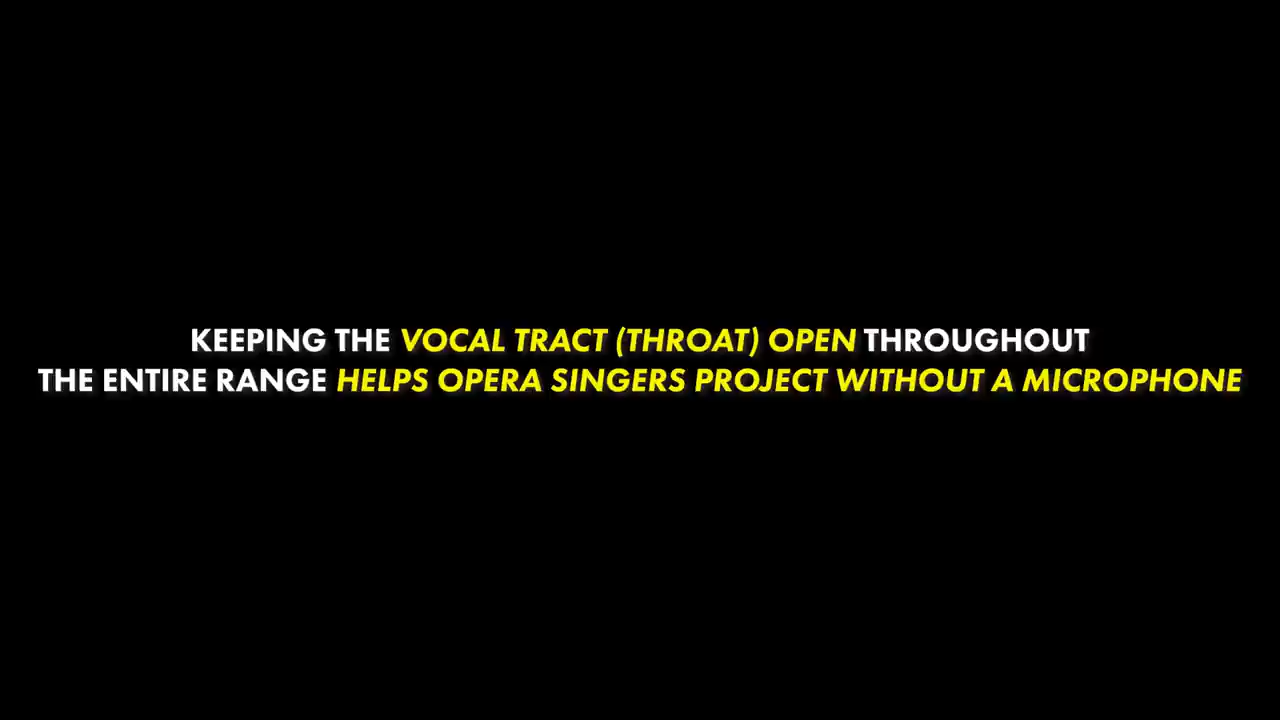 KEEPING THE VOCAL TRACT (THROAT) OPEN THROUGHOUT
THE ENTIRE RANGE HELPS OPERA SINGERS PROJECT WITHOUT A MICROPHONE